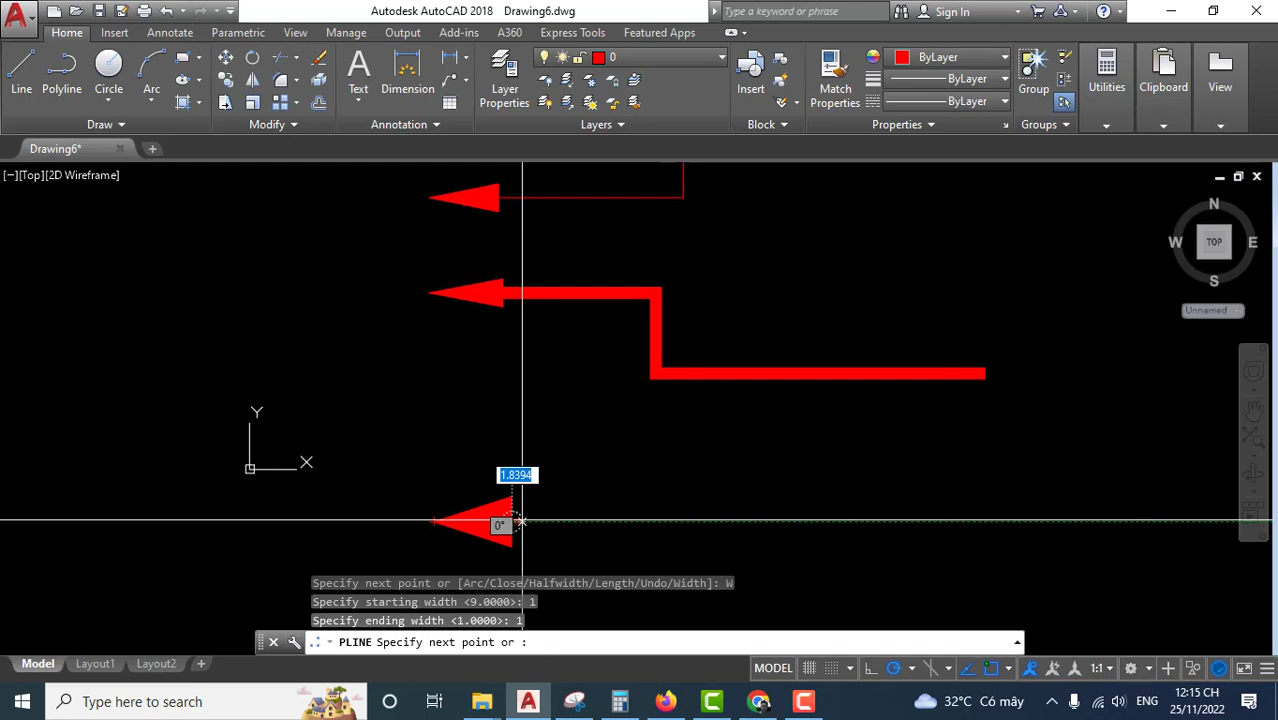 Autodesk AutoCAD 2018 Drawing6.dwg
Type a keyword or phrase
Sign In
Home Insert Annotate Parametric View Manage Output Add-ins A360 Express Tools Featured Apps
Line Polyline Circle Arc
Text Dimension
Layer Properties
0
Insert
Match Properties
ByLayer
ByLayer
ByLayer
Group
Utilities
Clipboard
View
Draw Modify Annotation Layers Block Properties Groups
Drawing6*
[−][Top][2D Wireframe]
N
W TOP E
S
Unnamed
Y
X
1.8394
0°
Specify next point or [Arc/Close/Halfwidth/Length/Undo/Width]: W
Specify starting width <9.0000>: 1
Specify ending width <1.0000>: 1
PLINE Specify next point or :
Model Layout1 Layout2
MODEL 1:1
Type here to search
32°C Có mây
ENG
12:15 CH
25/11/2022